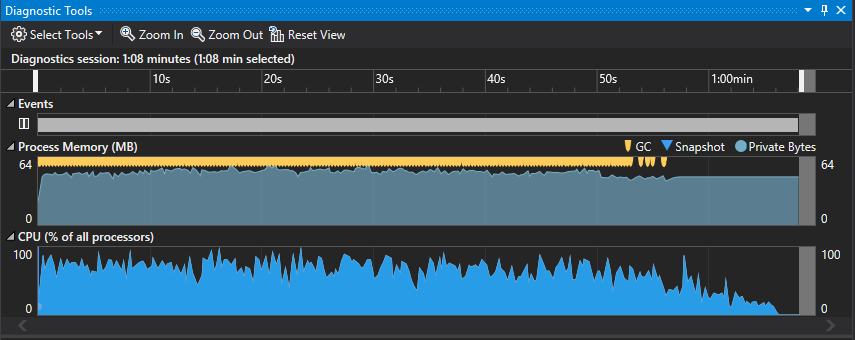 Diagnostic Tools
Select Tools Zoom In Zoom Out Reset View
Diagnostics session: 1:08 minutes (1:08 min selected)
10s 20s 30s 40s 50s 1:00min
Events
Process Memory (MB) GC Snapshot Private Bytes
64 64
0 0
CPU (% of all processors)
100 100
0 0